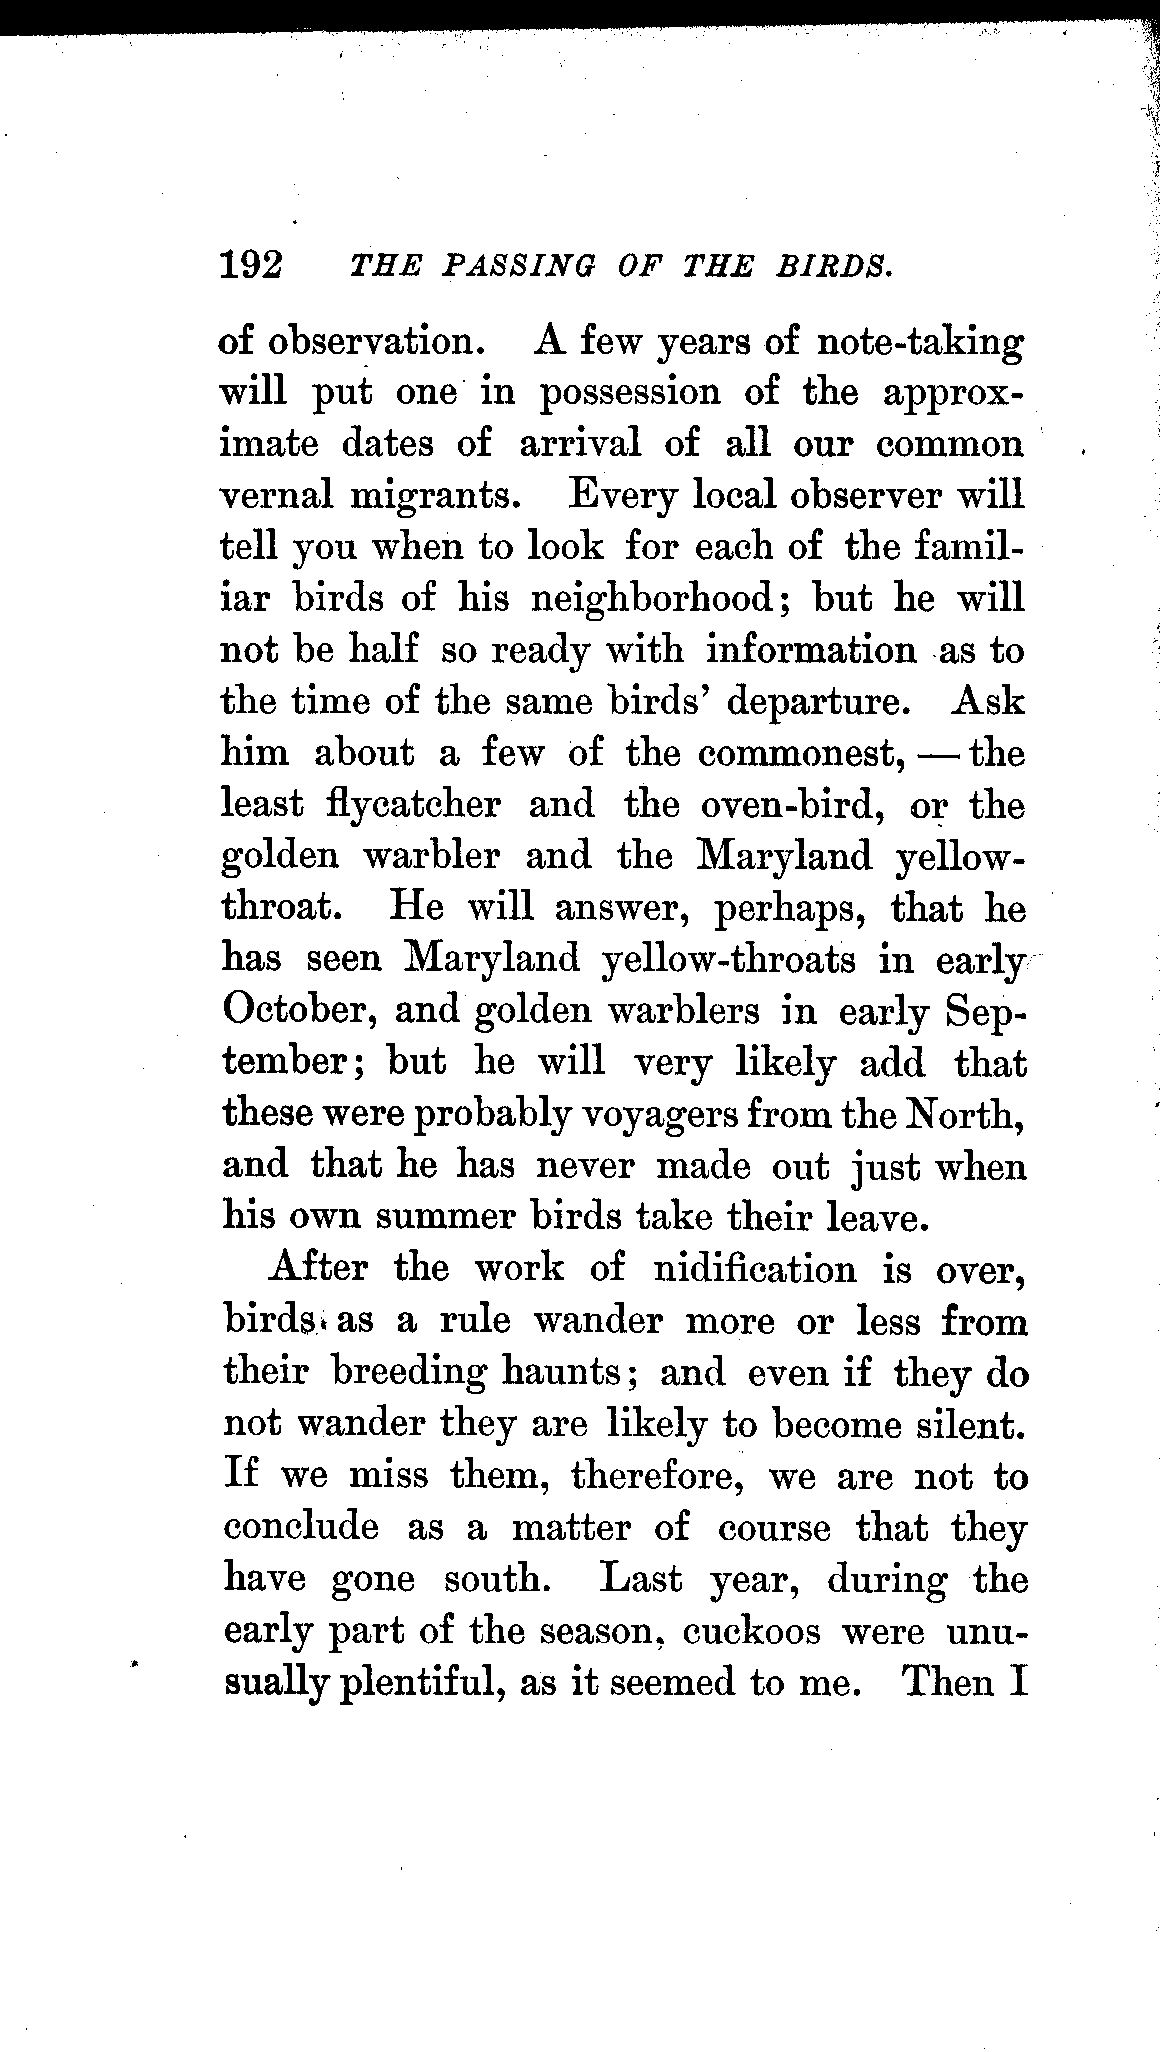 192 THE PASSING OF THE BIRDS.
of observation. A few years of note-taking
will put one in possession of the approx-
imate dates of arrival of all our common
vernal migrants. Every local observer will
tell you when to look for each of the famil-
iar birds of his neighborhood; but he will
not be half so ready with information as to
the time of the same birds' departure. Ask
him about a few of the commonest, — the
least flycatcher and the oven-bird, or the
golden warbler and the Maryland yellow-
throat. He will answer, perhaps, that he
has seen Maryland yellow-throats in early
October, and golden warblers in early Sep-
tember; but he will very likely add that
these were probably voyagers from the North,
and that he has never made out just when
his own summer birds take their leave.
After the work of nidification is over,
birds as a rule wander more or less from
their breeding haunts; and even if they do
not wander they are likely to become silent.
If we miss them, therefore, we are not to
conclude as a matter of course that they
have gone south. Last year, during the
early part of the season, cuckoos were unu-
sually plentiful, as it seemed to me. Then I